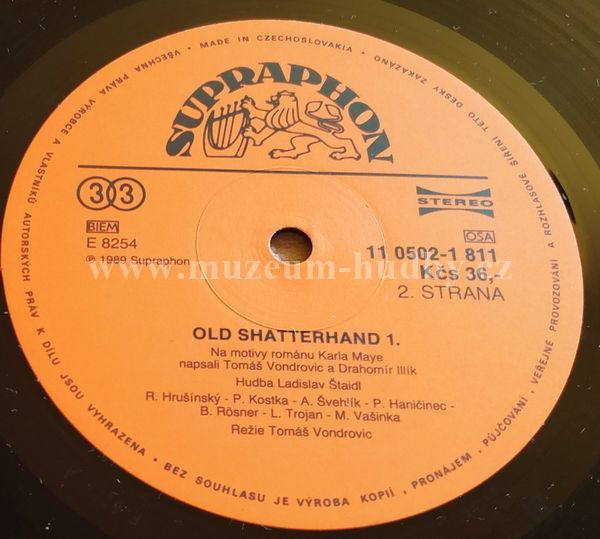 VŠECHNA PRÁVA VÝROBCE A VLASTNÍKŮ AUTORSKÝCH PRÁV K DÍLU JSOU VYHRAZENA • BEZ SOUHLASU JE VÝROBA KOPIÍ, PRONÁJEM, PŮJČOVÁNÍ, VEŘEJNÉ PROVOZOVÁNÍ A ROZHLASOVÉ ŠÍŘENÍ TÉTO DESKY ZAKÁZÁNO
• MADE IN CZECHOSLOVAKIA •
SUPRAPHON
33
STEREO
BIEM
OSA
E 8254
11 0502-1 811
℗ 1989 Supraphon
Kčs 36,-
www.muzeum-hudby.cz
2. STRANA
OLD SHATTERHAND 1.
Na motivy románu Karla Maye
napsali Tomáš Vondrovic a Drahomír Illík
Hudba Ladislav Štaidl
R. Hrušínský - P. Kostka - A. Švehlík - P. Haničinec -
B. Rösner - L. Trojan - M. Vašinka
Režie Tomáš Vondrovic